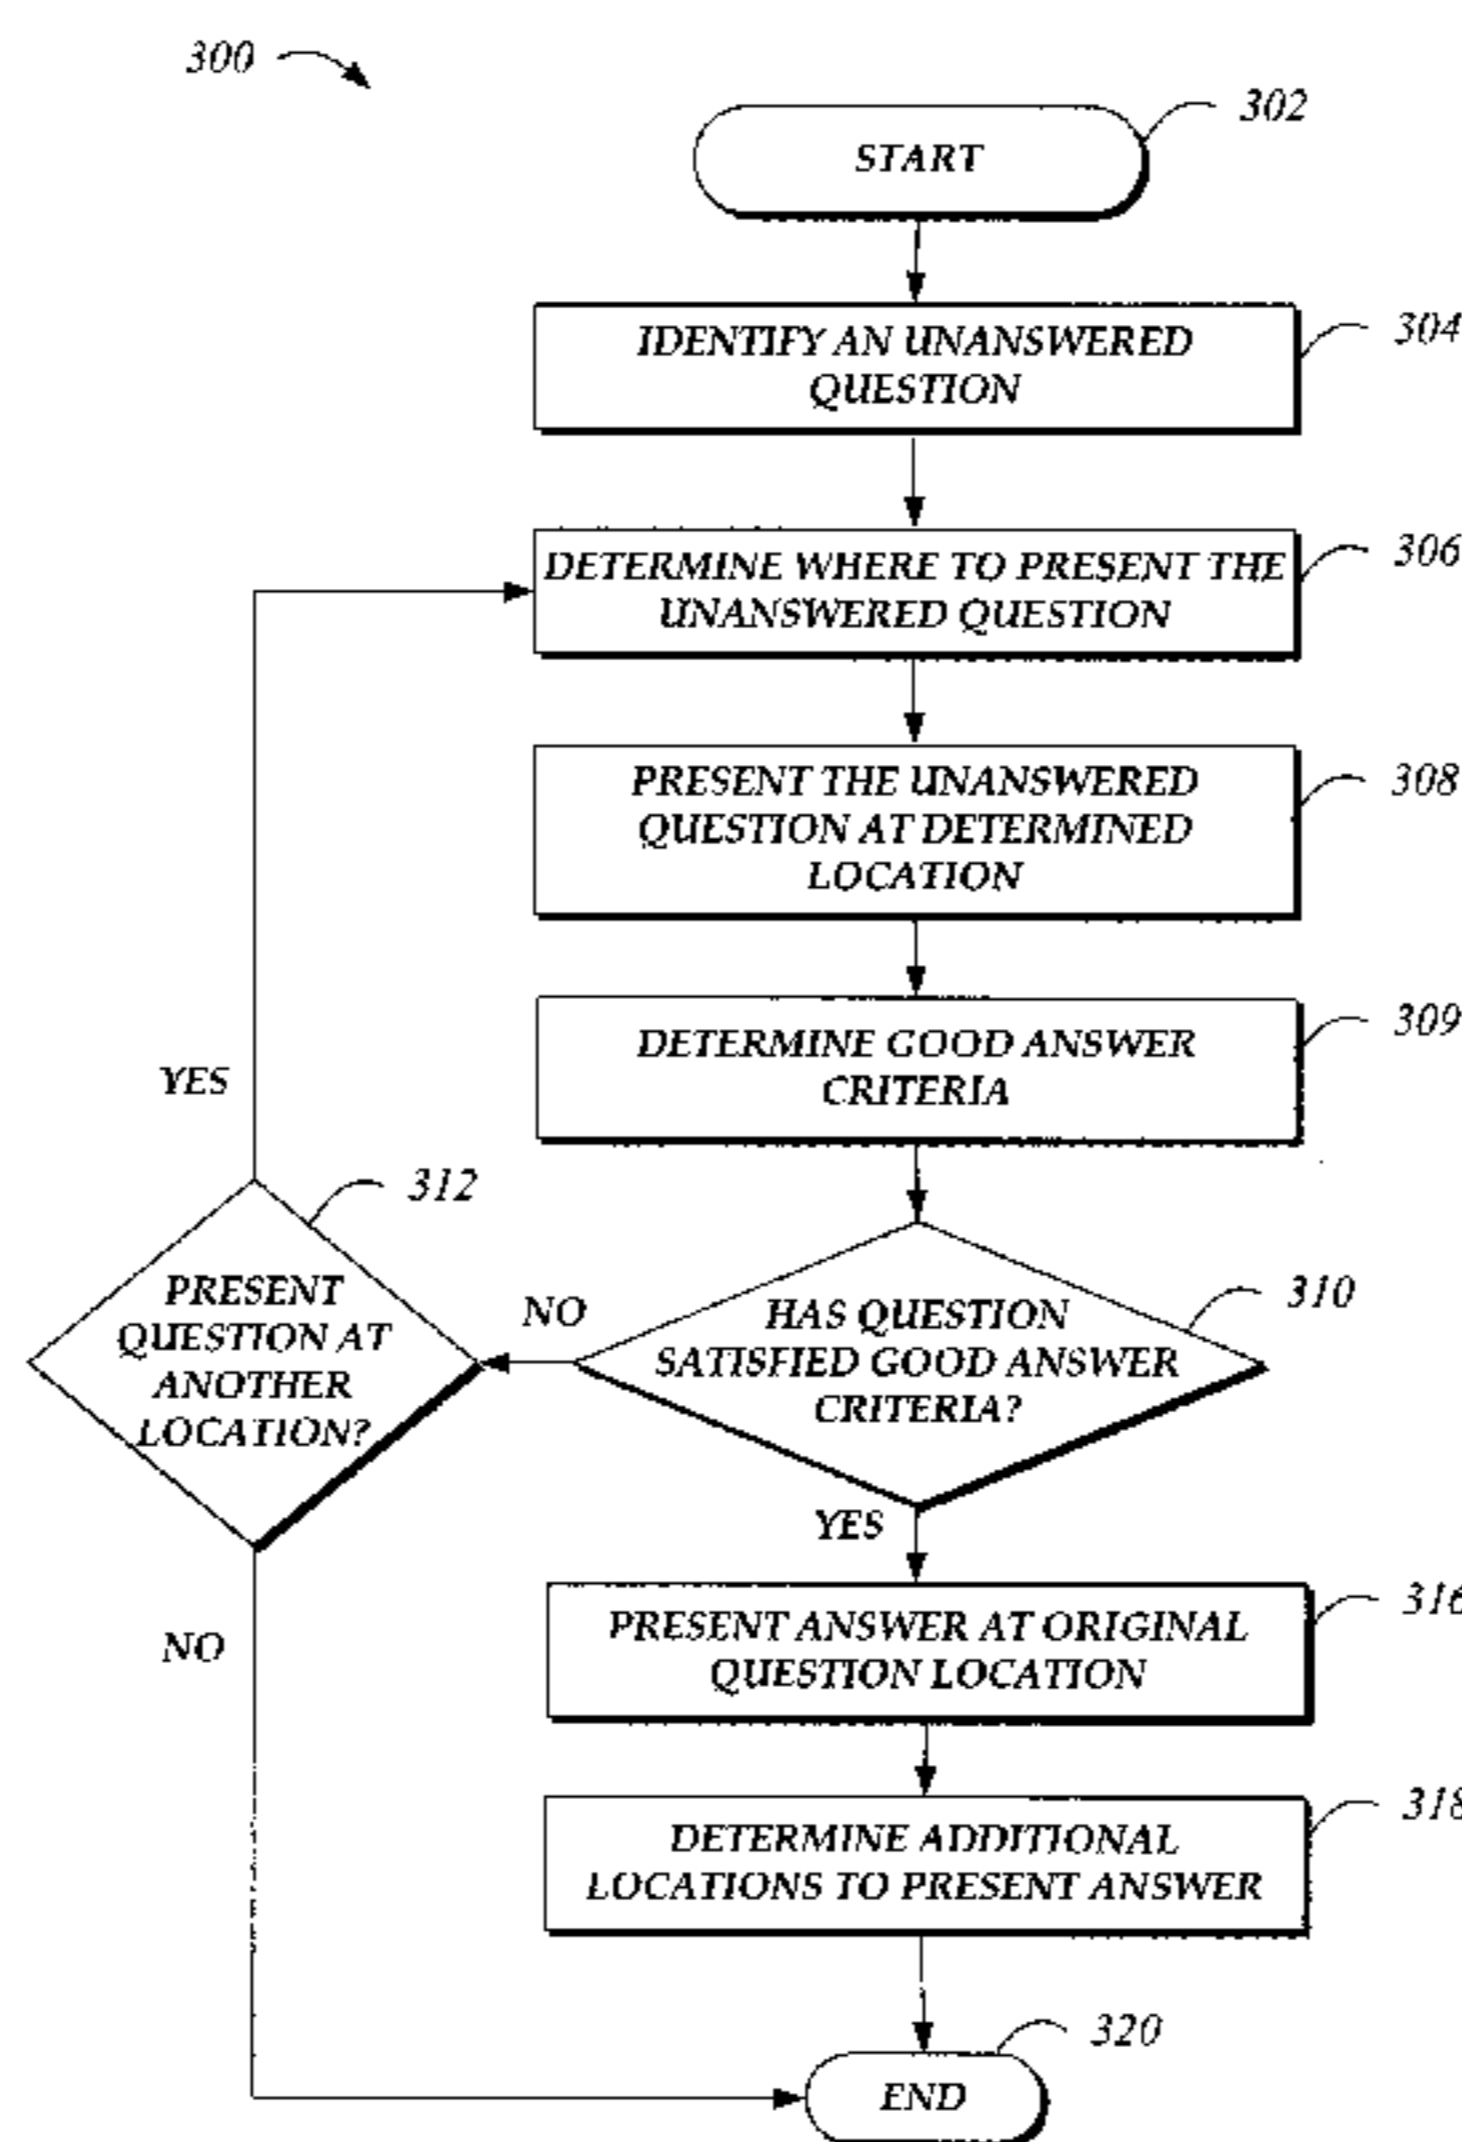 300
302
START
304
IDENTIFY AN UNANSWERED
QUESTION
306
DETERMINE WHERE TO PRESENT THE
UNANSWERED QUESTION
308
PRESENT THE UNANSWERED
QUESTION AT DETERMINED
LOCATION
309
DETERMINE GOOD ANSWER
CRITERIA
YES
312
PRESENT
QUESTION AT
ANOTHER
LOCATION?
NO
310
HAS QUESTION
SATISFIED GOOD ANSWER
CRITERIA?
YES
NO
316
PRESENT ANSWER AT ORIGINAL
QUESTION LOCATION
318
DETERMINE ADDITIONAL
LOCATIONS TO PRESENT ANSWER
320
END